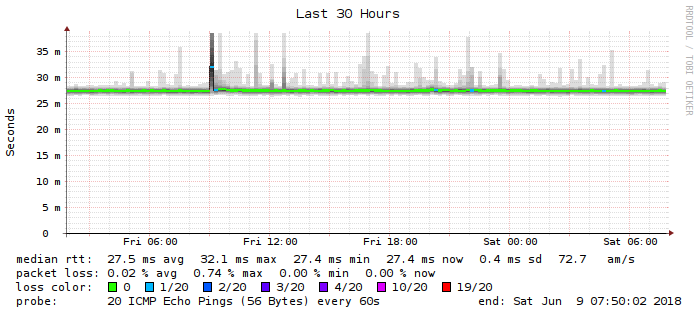 Last 30 Hours
RRDTOOL / TOBI OETIKER
Seconds
35 m
30 m
25 m
20 m
15 m
10 m
5 m
0
Fri 06:00 Fri 12:00 Fri 18:00 Sat 00:00 Sat 06:00
median rtt: 27.5 ms avg 32.1 ms max 27.4 ms min 27.4 ms now 0.4 ms sd 72.7 am/s
packet loss: 0.02 % avg 0.74 % max 0.00 % min 0.00 % now
loss color: 0 1/20 2/20 3/20 4/20 10/20 19/20
probe: 20 ICMP Echo Pings (56 Bytes) every 60s end: Sat Jun 9 07:50:02 2018